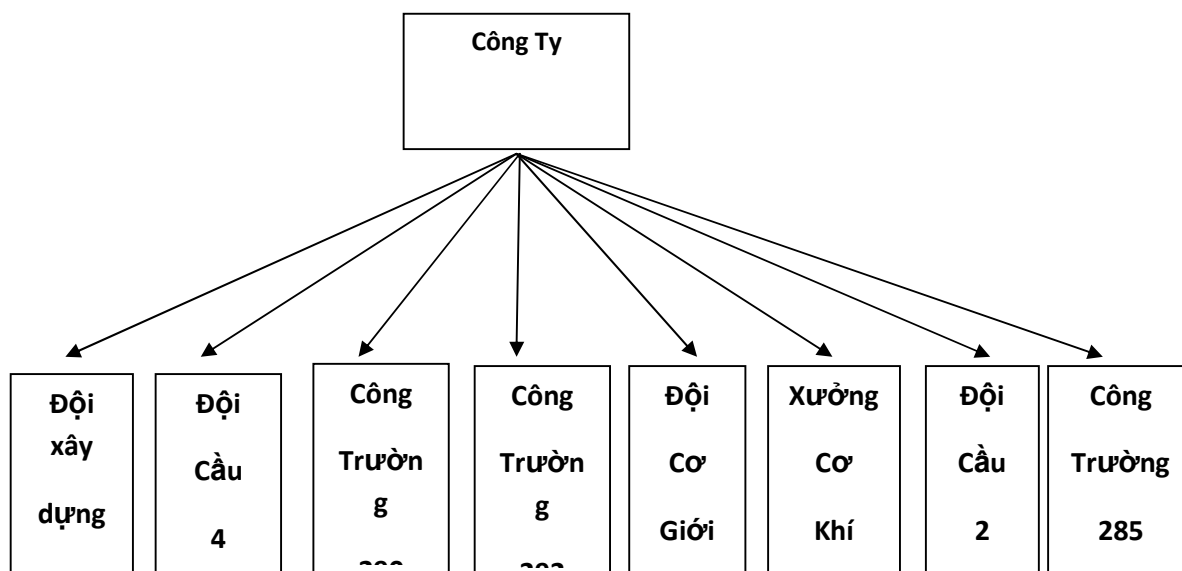 Công Ty
Đội
xây
dựng
Đội
Cầu
4
Công
Trườn
g
Công
Trườn
g
Đội
Cơ
Giới
Xưởng
Cơ
Khí
Đội
Cầu
2
Công
Trường
285